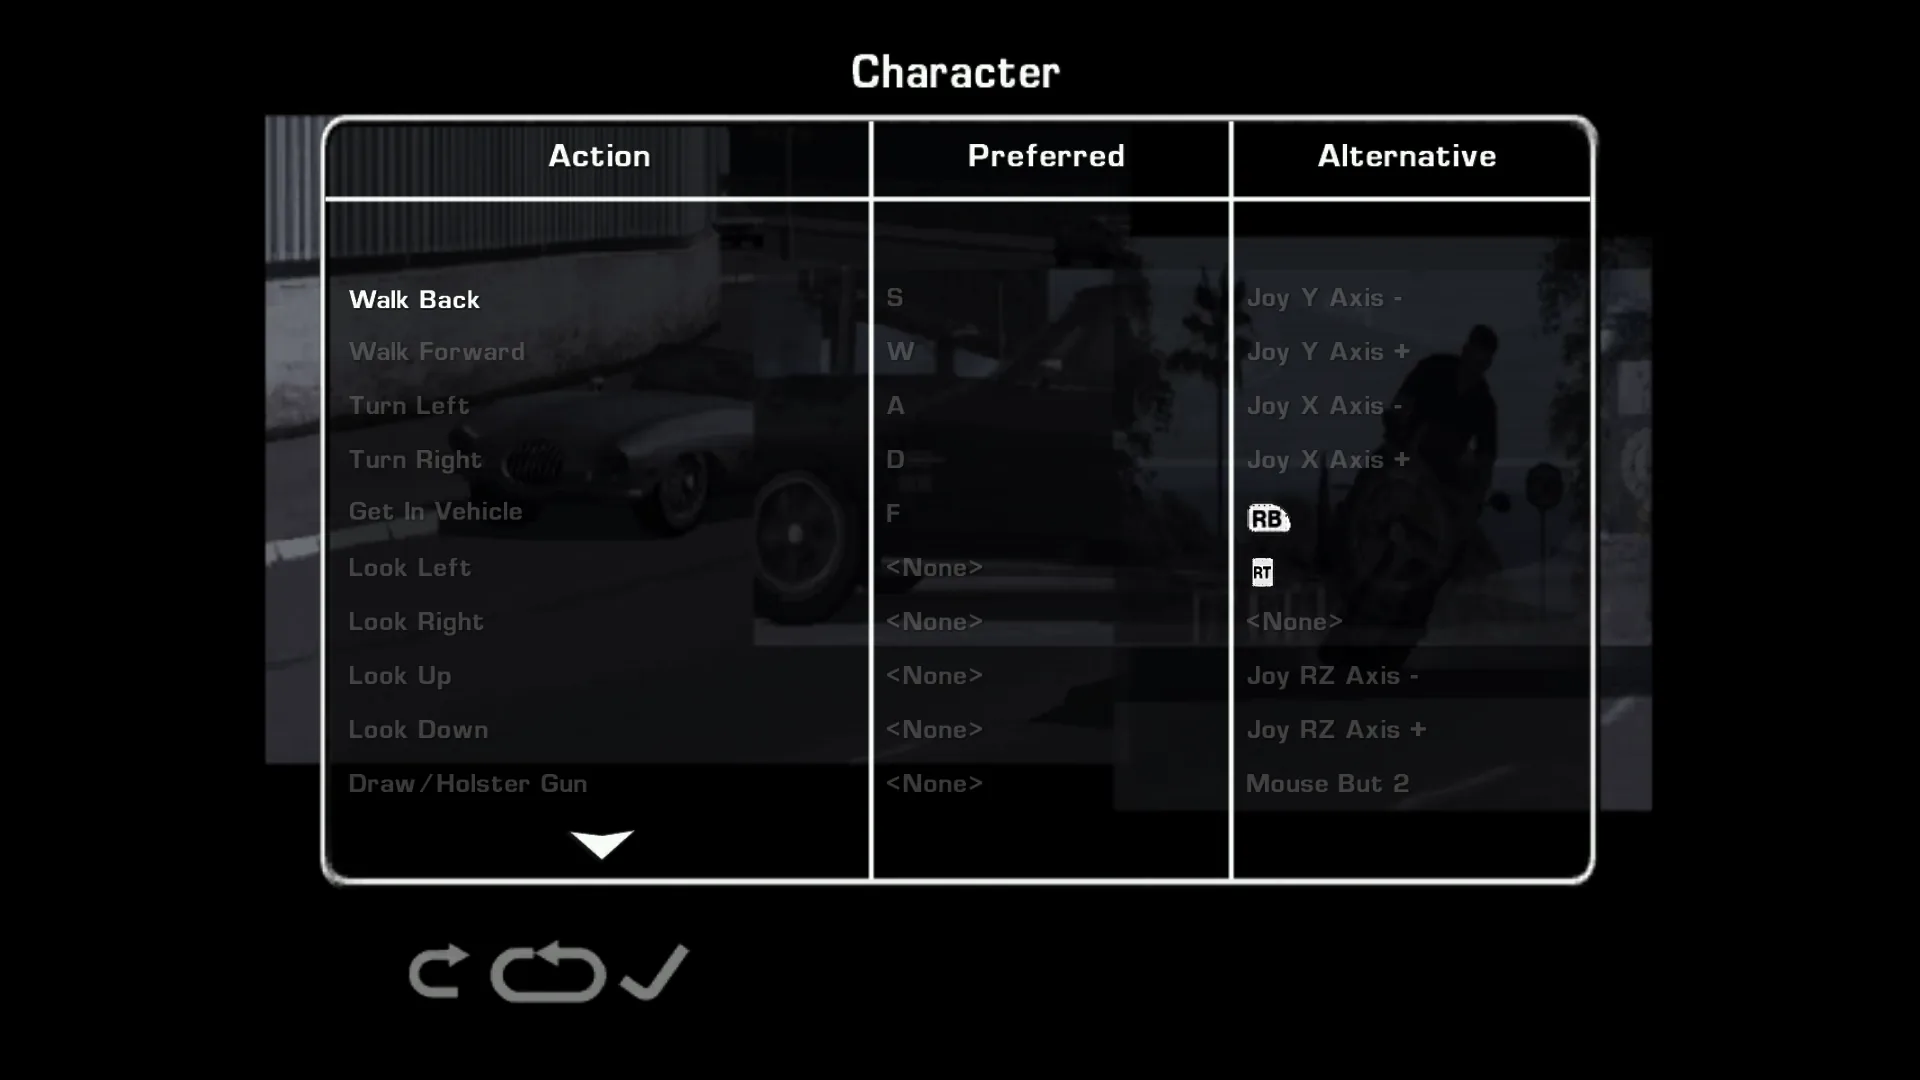 Character
Action Preferred Alternative
Walk Back S Joy Y Axis -
Walk Forward W Joy Y Axis +
Turn Left A Joy X Axis -
Turn Right D Joy X Axis +
Get In Vehicle F RB
Look Left <None> RT
Look Right <None> <None>
Look Up <None> Joy RZ Axis -
Look Down <None> Joy RZ Axis +
Draw/Holster Gun <None> Mouse But 2